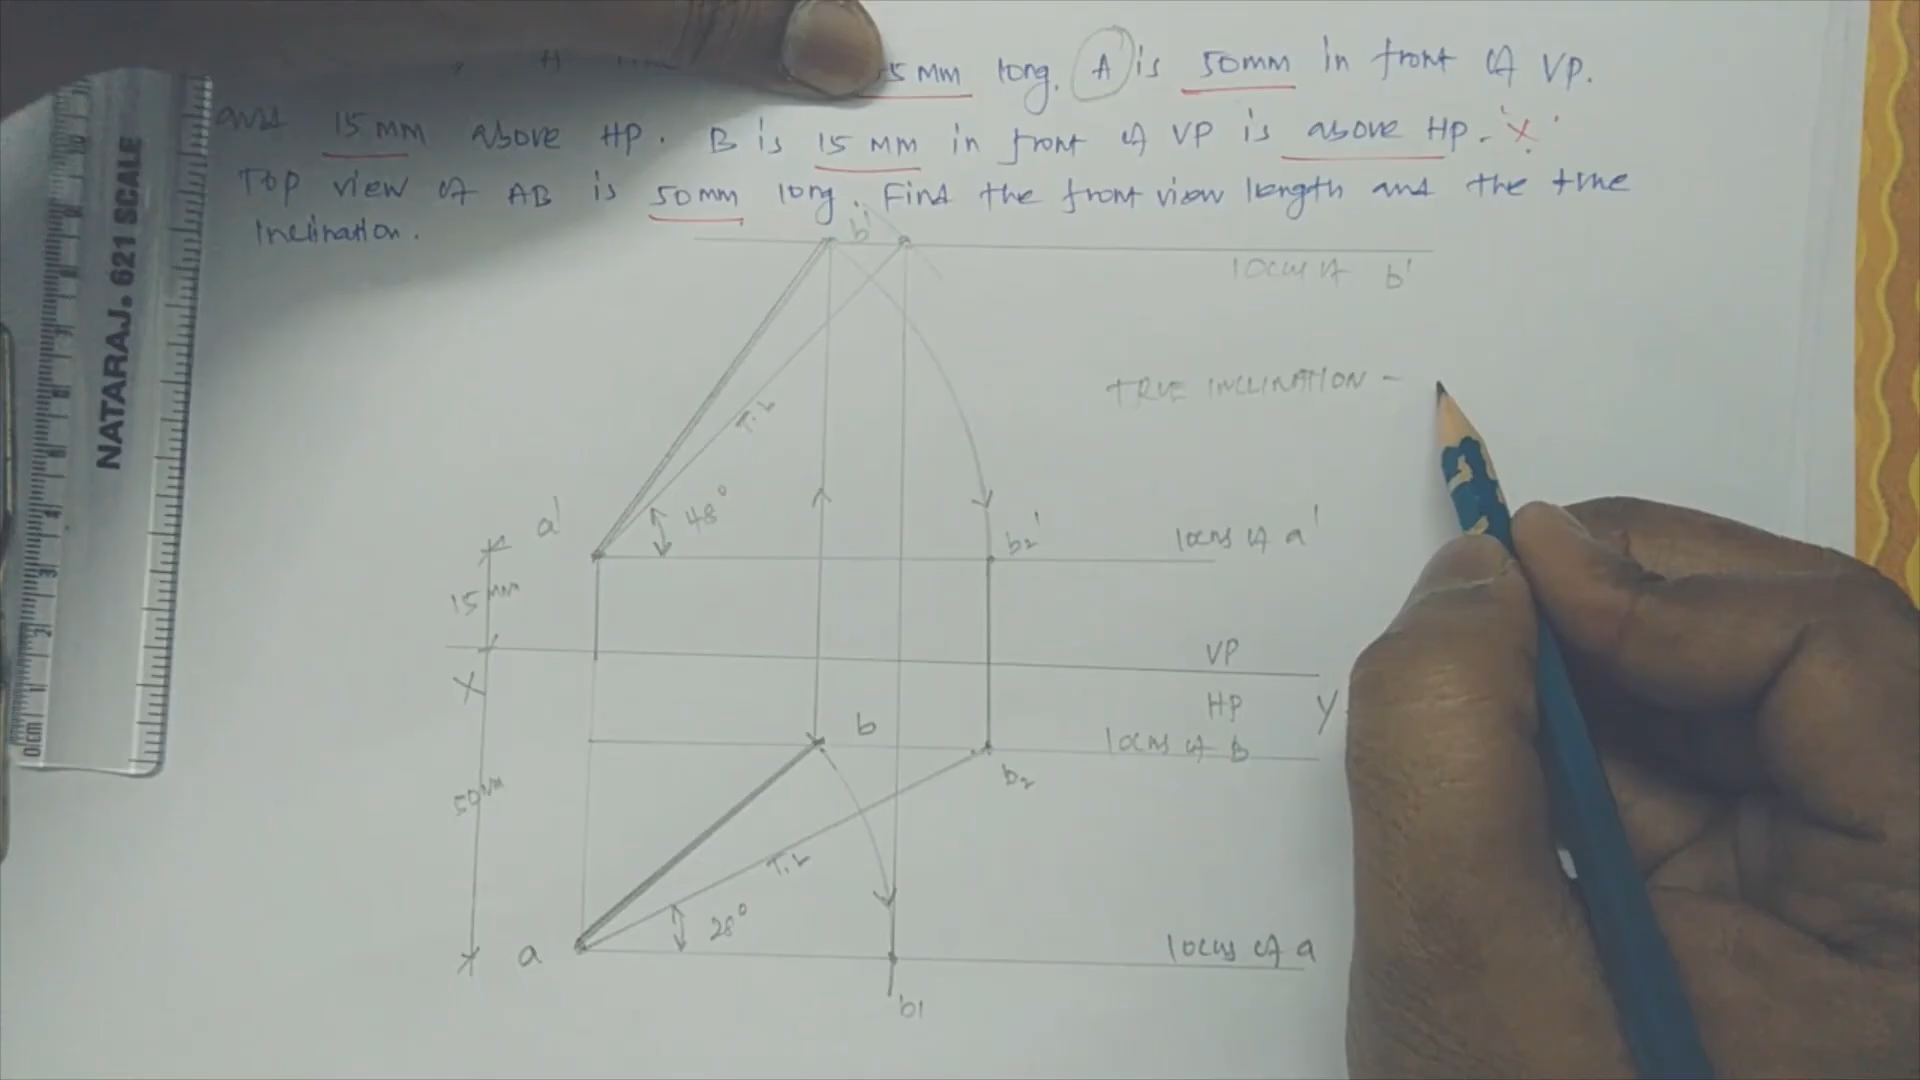 5 MM long. A is 50mm in front of VP.
and 15 mm above HP. B is 15 MM in front of VP is above HP. 'X'
Top view of AB is 50mm long. Find the front view length and the true
Inclination.
b'
locus of b'
TRUE INCLINATION -
T.L
48°
a'
b2'
locus of a'
15 mm
VP
X
HP
Y
b
locus of B
b2
50
T.L
28°
a
locus of a
b1
NATARAJ. 621 SCALE
0 cm